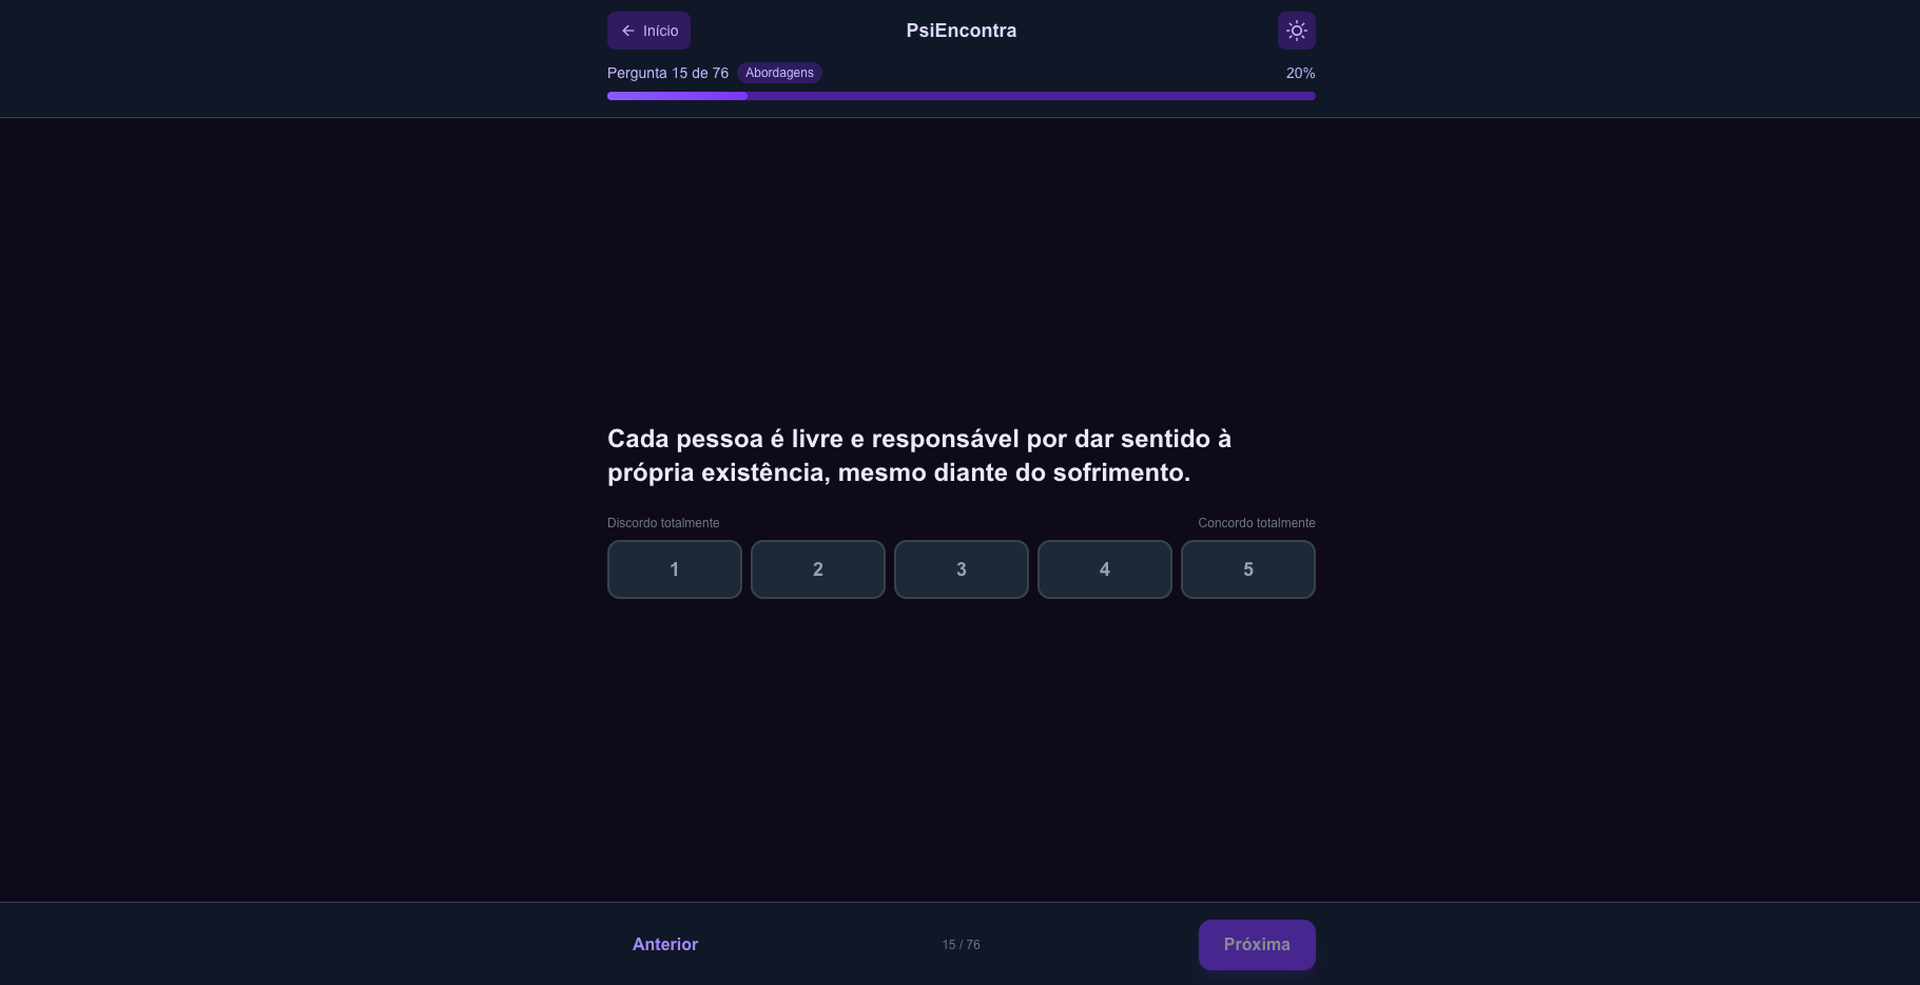 Início
PsiEncontra
Pergunta 15 de 76 Abordagens 20%
Cada pessoa é livre e responsável por dar sentido à
própria existência, mesmo diante do sofrimento.
Discordo totalmente Concordo totalmente
1 2 3 4 5
Anterior 15 / 76 Próxima